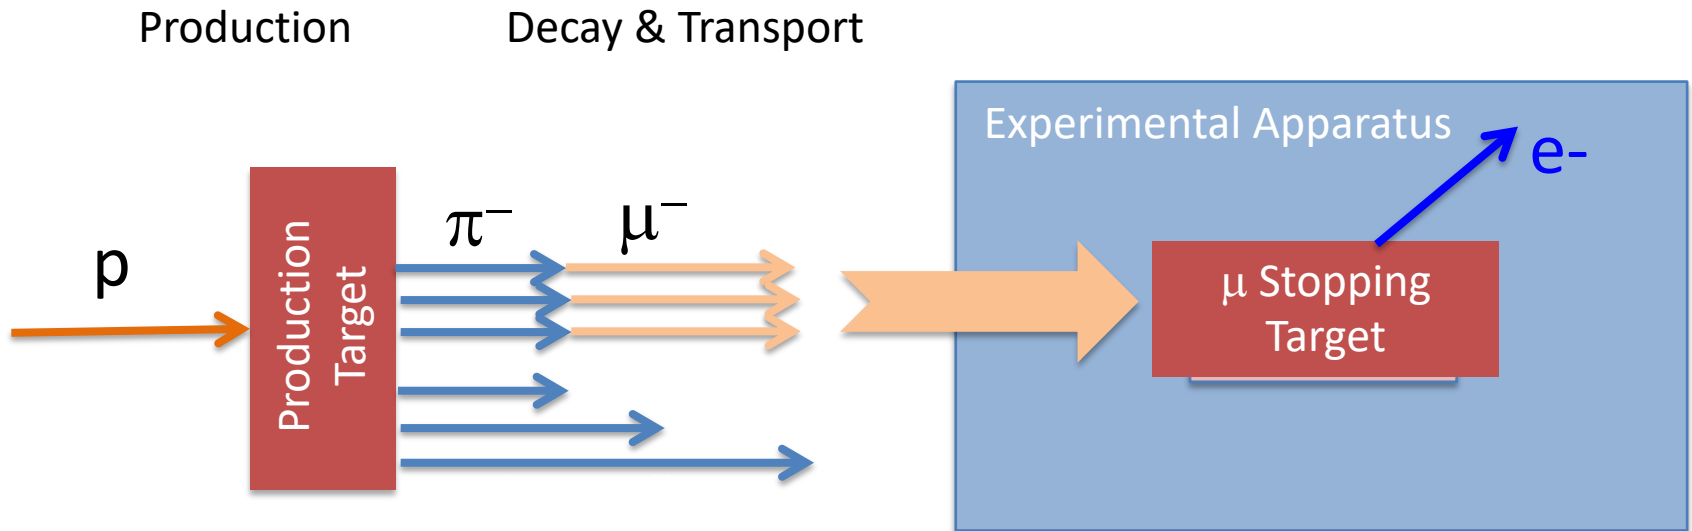 Production
Decay & Transport
Experimental Apparatus
e-
p
Production
Target
π⁻
μ⁻
μ Stopping
Target